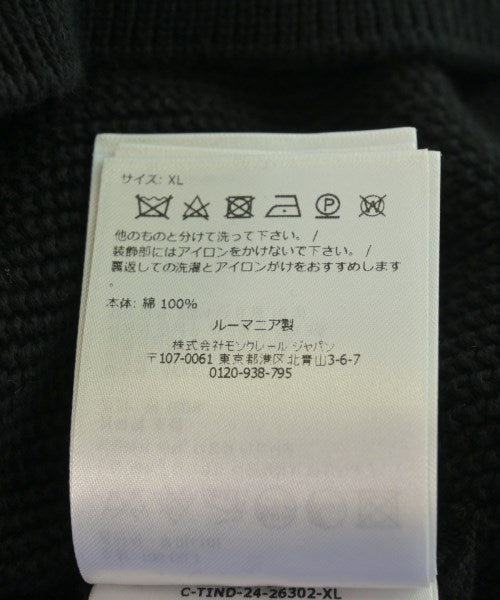 サイズ: XL
他のものと分けて洗って下さい。 /
装飾部にはアイロンをかけないで下さい。 /
裏返しての洗濯とアイロンがけをおすすめします
。
本体: 綿 100%
ルーマニア製
株式会社モンクレール ジャパン
〒107-0061 東京都港区北青山3-6-7
0120-938-795
C-TIND-24-26302-XL